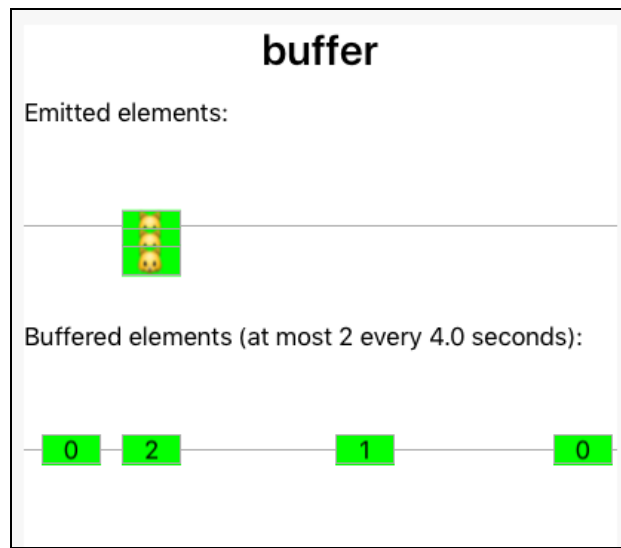 buffer
Emitted elements:
🐱
🐱
🐱
Buffered elements (at most 2 every 4.0 seconds):
0 2 1 0